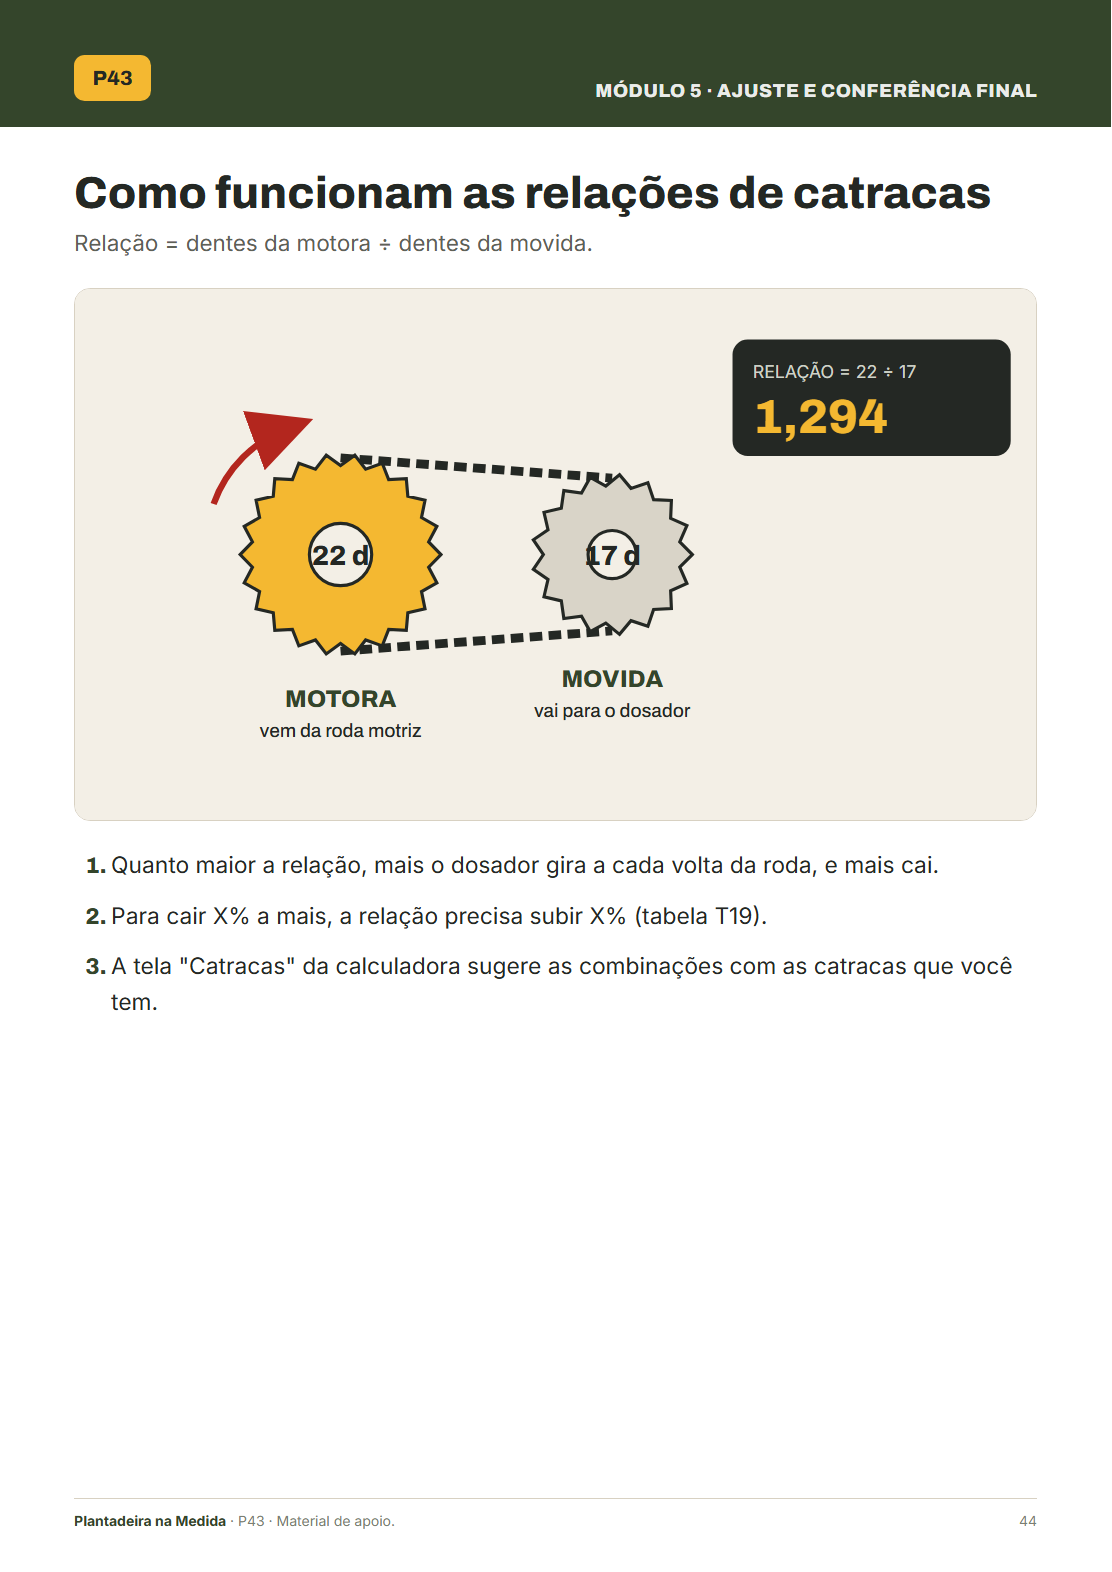 P43
MÓDULO 5 · AJUSTE E CONFERÊNCIA FINAL
Como funcionam as relações de catracas
Relação = dentes da motora ÷ dentes da movida.
RELAÇÃO = 22 ÷ 17
1,294
22 d
17 d
MOTORA
vem da roda motriz
MOVIDA
vai para o dosador
1. Quanto maior a relação, mais o dosador gira a cada volta da roda, e mais cai.
2. Para cair X% a mais, a relação precisa subir X% (tabela T19).
3. A tela "Catracas" da calculadora sugere as combinações com as catracas que você
tem.
Plantadeira na Medida · P43 · Material de apoio.
44